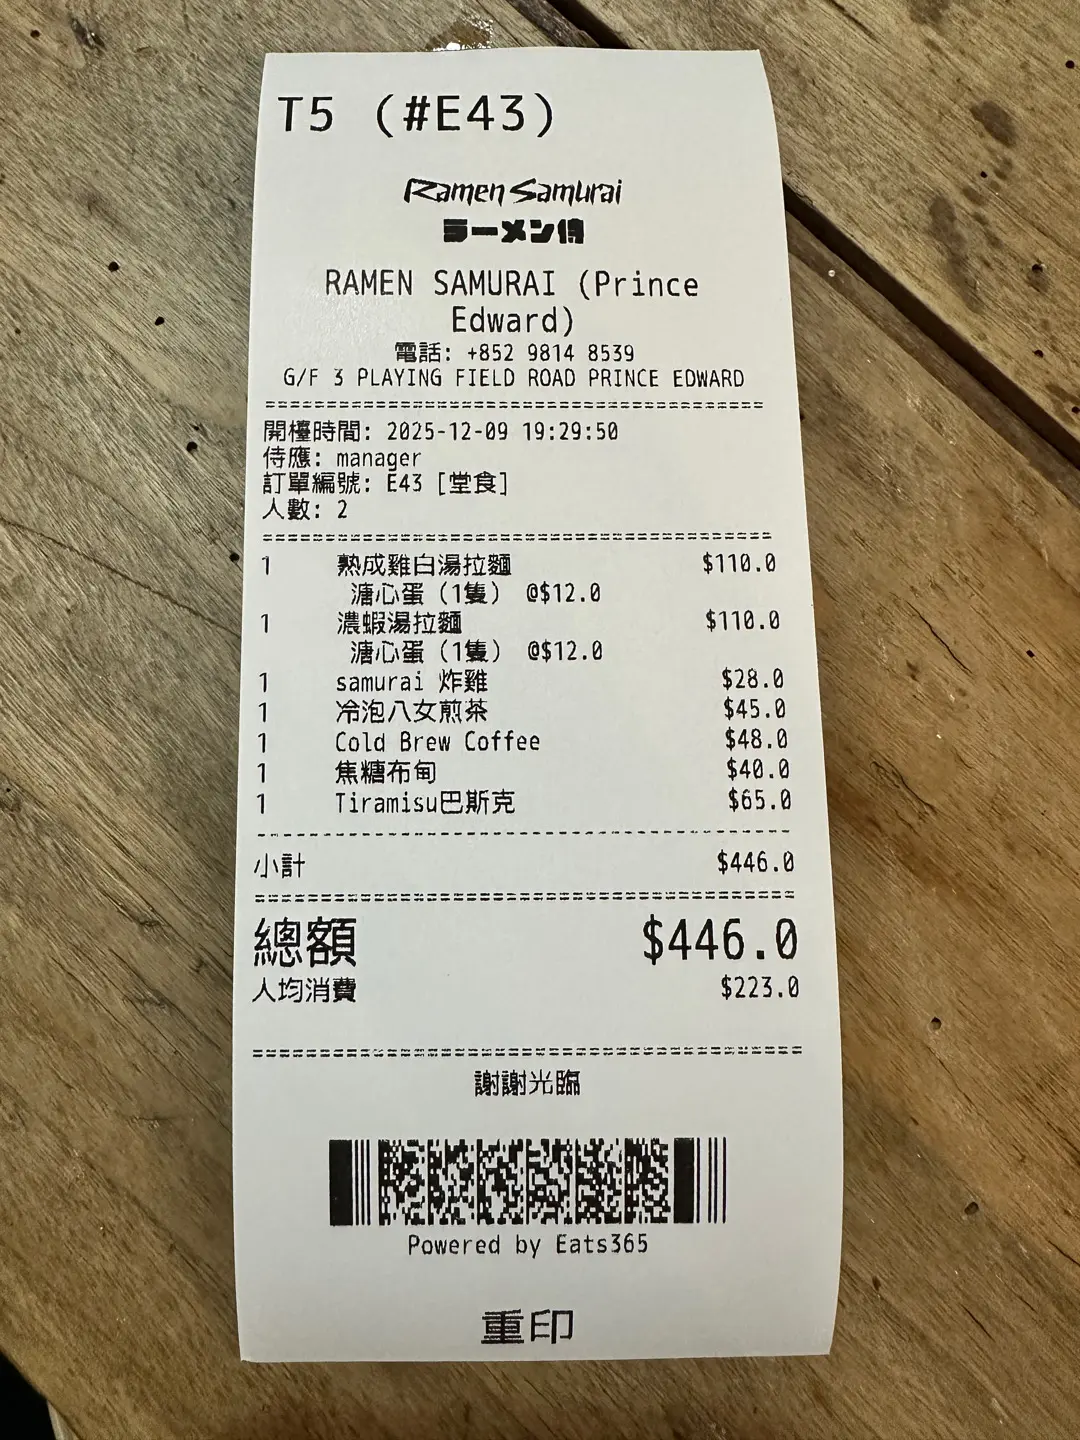 T5 (#E43)
Ramen Samurai
ラーメン侍
RAMEN SAMURAI (Prince
Edward)
電話: +852 9814 8539
G/F 3 PLAYING FIELD ROAD PRINCE EDWARD
開檯時間: 2025-12-09 19:29:50
侍應: manager
訂單編號: E43 [堂食]
人數: 2
1 熟成雞白湯拉麵 $110.0
溏心蛋 (1隻) @$12.0
1 濃蝦湯拉麵 $110.0
溏心蛋 (1隻) @$12.0
1 samurai 炸雞 $28.0
1 冷泡八女煎茶 $45.0
1 Cold Brew Coffee $48.0
1 焦糖布甸 $40.0
1 Tiramisu巴斯克 $65.0
小計 $446.0
總額 $446.0
人均消費 $223.0
謝謝光臨
Powered by Eats365
重印